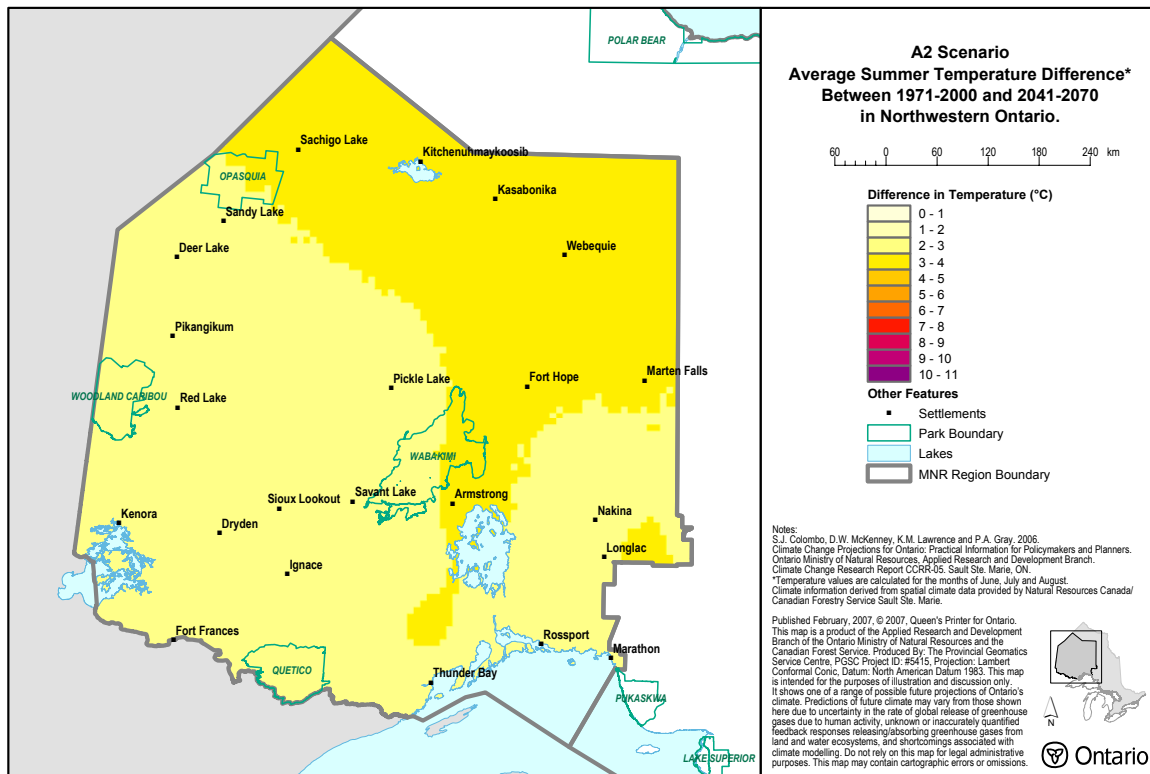 POLAR BEAR
Sachigo Lake
Kitchenuhmaykoosib
OPASQUIA
Kasabonika
Sandy Lake
Deer Lake
Webequie
Pikangikum
Marten Falls
Pickle Lake
Fort Hope
WOODLAND CARIBOU
Red Lake
WABAKIMI
Savant Lake
Armstrong
Sioux Lookout
Kenora
Nakina
Dryden
Longlac
Ignace
Fort Frances
Rossport
Marathon
QUETICO
Thunder Bay
PUKASKWA
LAKE SUPERIOR
A2 Scenario
Average Summer Temperature Difference*
Between 1971-2000 and 2041-2070
in Northwestern Ontario.
60 0 60 120 180 240 km
Difference in Temperature (°C)
0 - 1
1 - 2
2 - 3
3 - 4
4 - 5
5 - 6
6 - 7
7 - 8
8 - 9
9 - 10
10 - 11
Other Features
Settlements
Park Boundary
Lakes
MNR Region Boundary
Notes:
S.J. Colombo, D.W. McKenney, K.M. Lawrence and P.A. Gray. 2006.
Climate Change Projections for Ontario: Practical Information for Policymakers and Planners.
Ontario Ministry of Natural Resources, Applied Research and Development Branch.
Climate Change Research Report CCRR-05. Sault Ste. Marie, ON.
*Temperature values are calculated for the months of June, July and August.
Climate information derived from spatial climate data provided by Natural Resources Canada/
Canadian Forestry Service Sault Ste. Marie.
Published February, 2007, © 2007, Queen's Printer for Ontario.
This map is a product of the Applied Research and Development
Branch of the Ontario Ministry of Natural Resources and the
Canadian Forest Service. Produced By: The Provincial Geomatics
Service Centre, PGSC Project ID: #5415, Projection: Lambert
Conformal Conic, Datum: North American Datum 1983. This map
is intended for the purposes of illustration and discussion only.
It shows one of a range of possible future projections of Ontario's
climate. Predictions of future climate may vary from those shown
here due to uncertainty in the rate of global release of greenhouse
gases due to human activity, unknown or inaccurately quantified
feedback responses releasing/absorbing greenhouse gases from
land and water ecosystems, and shortcomings associated with
climate modelling. Do not rely on this map for legal administrative
purposes. This map may contain cartographic errors or omissions.
N
Ontario